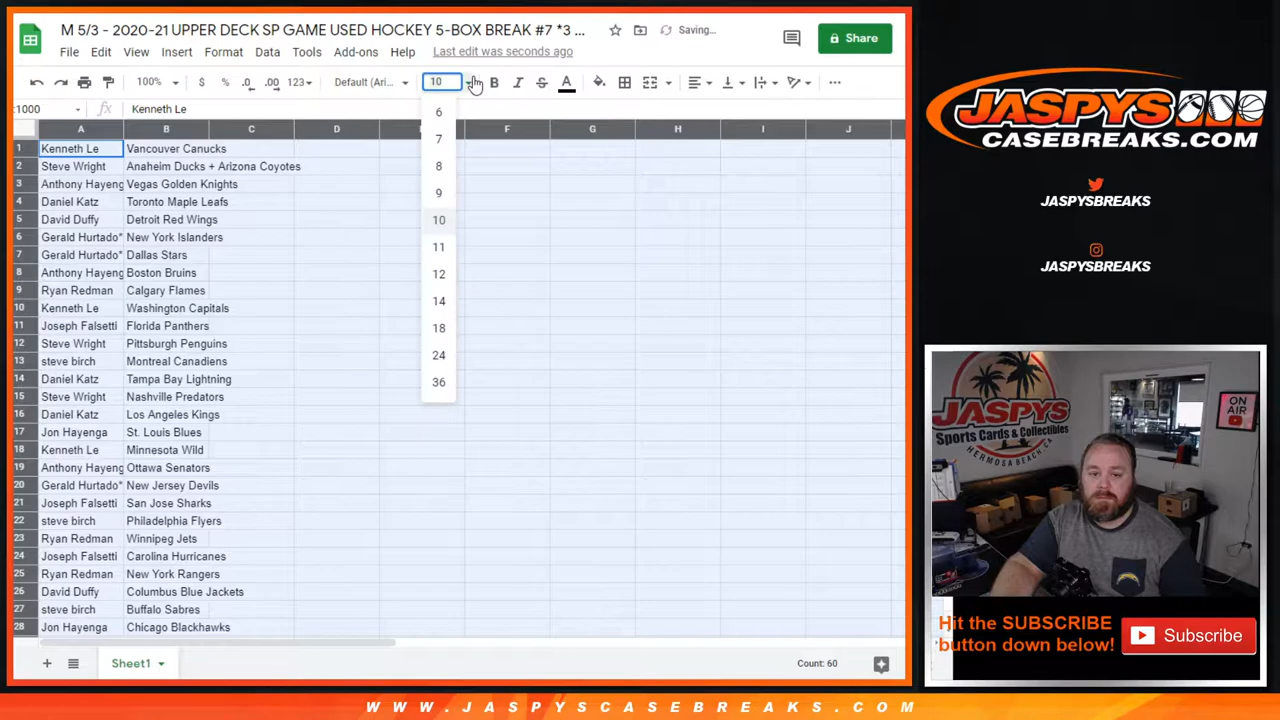 M 5/3 - 2020-21 UPPER DECK SP GAME USED HOCKEY 5-BOX BREAK #7 *3 ...
Saving...
Share
File Edit View Insert Format Data Tools Add-ons Help Last edit was seconds ago
100% $ % .0 .00 123 Default (Ari... 10 B I S A
:1000 fx Kenneth Le
A B C D F G H I J
1 Kenneth Le Vancouver Canucks
2 Steve Wright Anaheim Ducks + Arizona Coyotes
3 Anthony Hayeng Vegas Golden Knights
4 Daniel Katz Toronto Maple Leafs
5 David Duffy Detroit Red Wings
6 Gerald Hurtado* New York Islanders
7 Gerald Hurtado* Dallas Stars
8 Anthony Hayeng Boston Bruins
9 Ryan Redman Calgary Flames
10 Kenneth Le Washington Capitals
11 Joseph Falsetti Florida Panthers
12 Steve Wright Pittsburgh Penguins
13 steve birch Montreal Canadiens
14 Daniel Katz Tampa Bay Lightning
15 Steve Wright Nashville Predators
16 Daniel Katz Los Angeles Kings
17 Jon Hayenga St. Louis Blues
18 Kenneth Le Minnesota Wild
19 Anthony Hayeng Ottawa Senators
20 Gerald Hurtado* New Jersey Devils
21 Joseph Falsetti San Jose Sharks
22 steve birch Philadelphia Flyers
23 Ryan Redman Winnipeg Jets
24 Joseph Falsetti Carolina Hurricanes
25 Ryan Redman New York Rangers
26 David Duffy Columbus Blue Jackets
27 steve birch Buffalo Sabres
28 Jon Hayenga Chicago Blackhawks
6
7
8
9
10
11
12
14
18
24
36
Sheet1
Count: 60
JASPYS
CASEBREAKS.COM
JASPYSBREAKS
JASPYSBREAKS
JASPYS
Sports Cards & Collectibles
HERMOSA BEACH, CA
ON
AIR
Hit the SUBSCRIBE
button down below!
Subscribe
WWW.JASPYSCASEBREAKS.COM